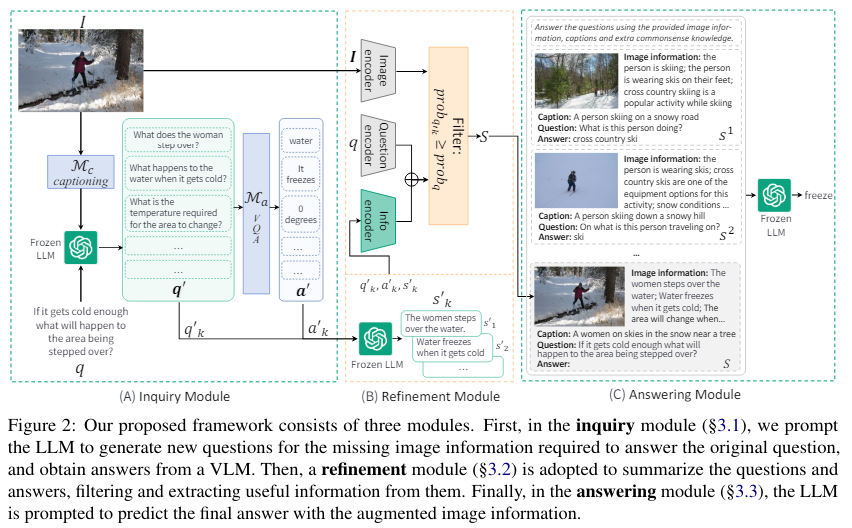 I
M_c
captioning
Frozen
LLM
If it gets cold enough
what will happen to
the area being
stepped over?
q
What does the woman
step over?
What happens to the
water when it gets cold?
What is the
temperature required
for the area to change?
...
...
q'
M_a
V
Q
A
water
It
freezes
0
degrees
...
...
a'
q'_k
a'_k
(A) Inquiry Module
I
Image
encoder
q
Question
encoder
Info
encoder
Filter:
prob_{q'_k} ≥ prob_q
S
q'_k, a'_k, s'_k
Frozen LLM
s'_k
The women steps
over the water.
s'_1
Water freezes
when it gets cold
s'_2
...
(B) Refinement Module
Answer the questions using the provided image infor-
mation, captions and extra commonsense knowledge.
Image information: the
person is skiing; the person
is wearing skis on their feet;
cross country skiing is a
popular activity while skiing
Caption: A person skiing on a snowy road
Question: What is this person doing?
Answer: cross country ski
S^1
Image information: the
person is wearing skis; cross
country skis are one of the
equipment options for this
activity; snow conditions ...
Caption: A person skiing down a snowy hill
Question: On what is this person traveling on?
Answer: ski
S^2
...
Image information: The
women steps over the
water; Water freezes
when it gets cold; The
area will change when...
Caption: A women on skies in the snow near a tree
Question: If it gets cold enough what will
happen to the area being stepped over?
Answer:
S
Frozen
LLM
freeze
(C) Answering Module
Figure 2: Our proposed framework consists of three modules. First, in the inquiry module (§3.1), we prompt
the LLM to generate new questions for the missing image information required to answer the original question,
and obtain answers from a VLM. Then, a refinement module (§3.2) is adopted to summarize the questions and
answers, filtering and extracting useful information from them. Finally, in the answering module (§3.3), the LLM
is prompted to predict the final answer with the augmented image information.